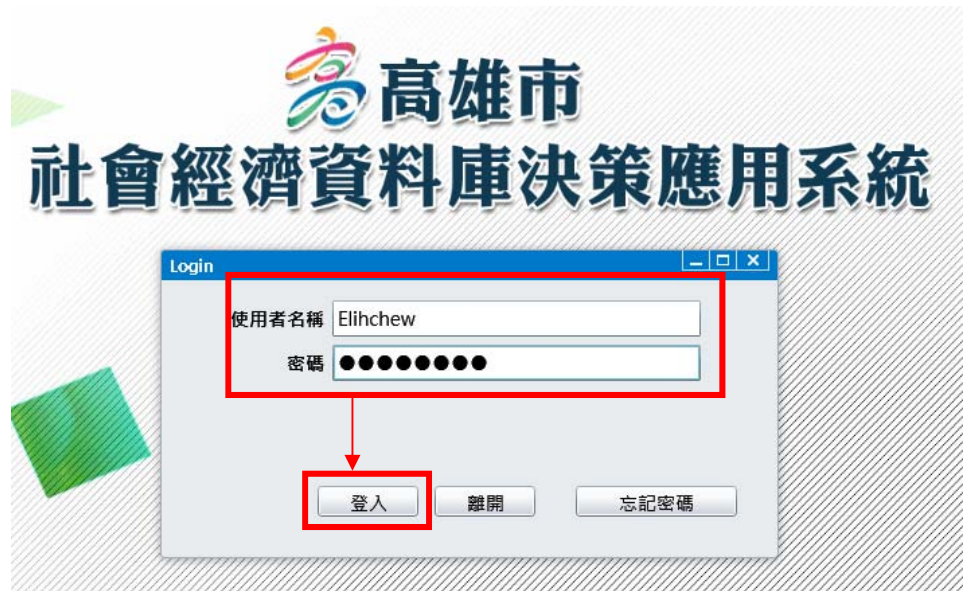 高雄市
社會經濟資料庫決策應用系統
Login
使用者名稱 Elihchew
密碼 ●●●●●●●●
登入 離開 忘記密碼